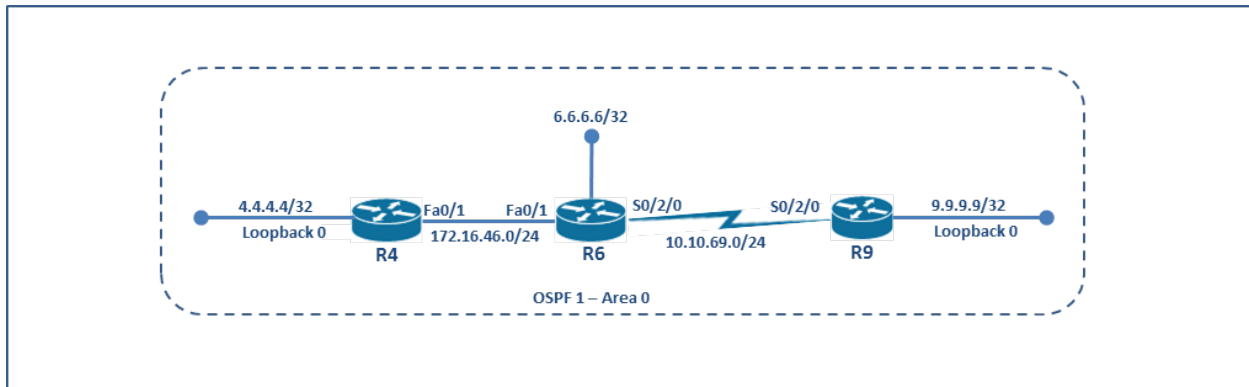 6.6.6.6/32
4.4.4.4/32
Loopback 0
Fa0/1
R4
172.16.46.0/24
Fa0/1
R6
S0/2/0
10.10.69.0/24
S0/2/0
R9
9.9.9.9/32
Loopback 0
OSPF 1 – Area 0